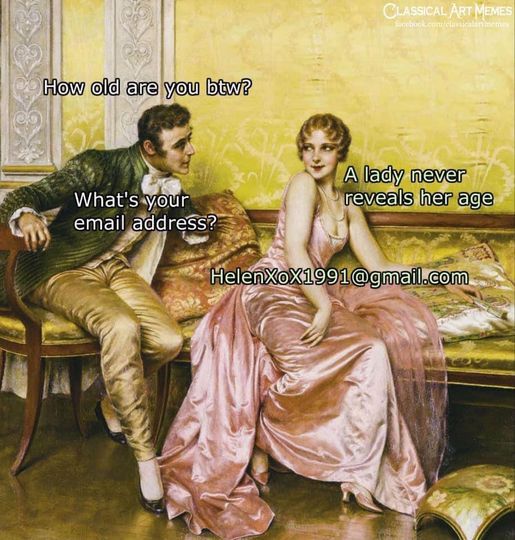 CLASSICAL ART MEMES
facebook.com/classicalartmemes
How old are you btw?
A lady never
reveals her age
What's your
email address?
HelenXoX1991@gmail.com